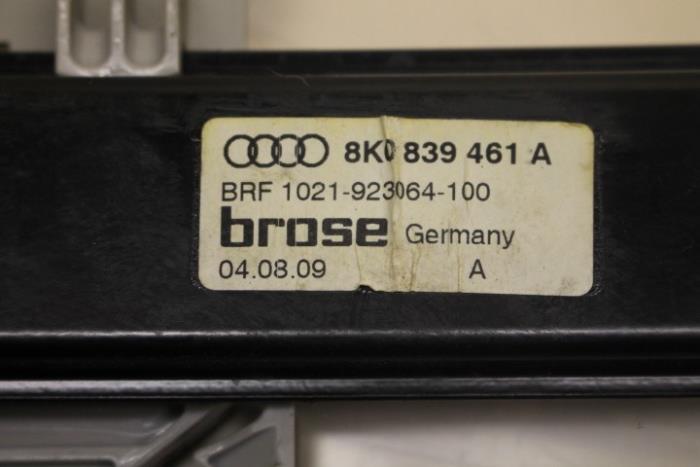 8K0 839 461 A
BRF 1021-923064-100
brose Germany
04.08.09 A